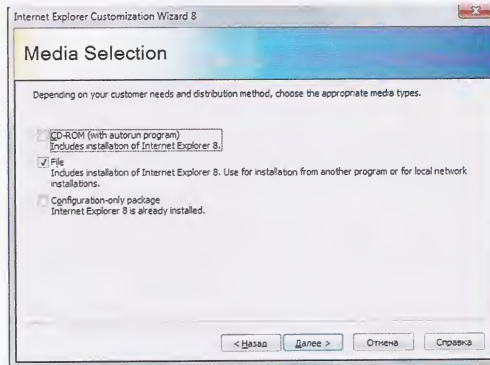 Internet Explorer Customization Wizard 8
Media Selection
Depending on your customer needs and distribution method, choose the appropriate media types.
CD-ROM (with autorun program)
Includes installation of Internet Explorer 8.
File
Includes installation of Internet Explorer 8. Use for installation from another program or for local network
installations.
Configuration-only package
Internet Explorer 8 is already installed.
< Назад Далее > Отмена Справка